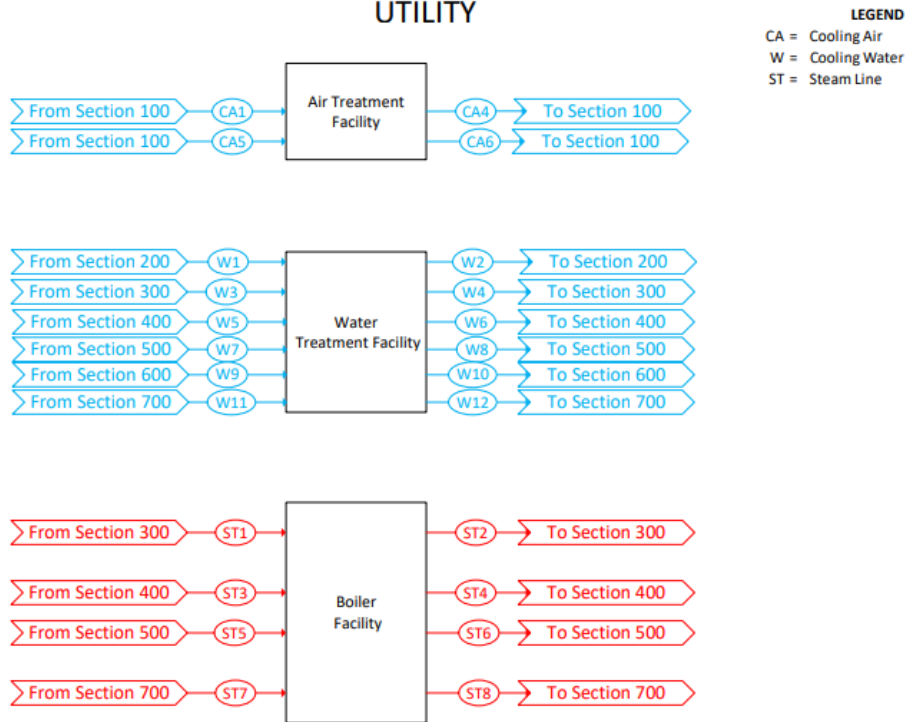 UTILITY
LEGEND
CA = Cooling Air
W = Cooling Water
ST = Steam Line
From Section 100 CA1 Air Treatment Facility CA4 To Section 100
From Section 100 CA5 CA6 To Section 100
From Section 200 W1 W2 To Section 200
From Section 300 W3 W4 To Section 300
From Section 400 W5 Water W6 To Section 400
From Section 500 W7 Treatment Facility W8 To Section 500
From Section 600 W9 W10 To Section 600
From Section 700 W11 W12 To Section 700
From Section 300 ST1 ST2 To Section 300
From Section 400 ST3 Boiler ST4 To Section 400
From Section 500 ST5 Facility ST6 To Section 500
From Section 700 ST7 ST8 To Section 700